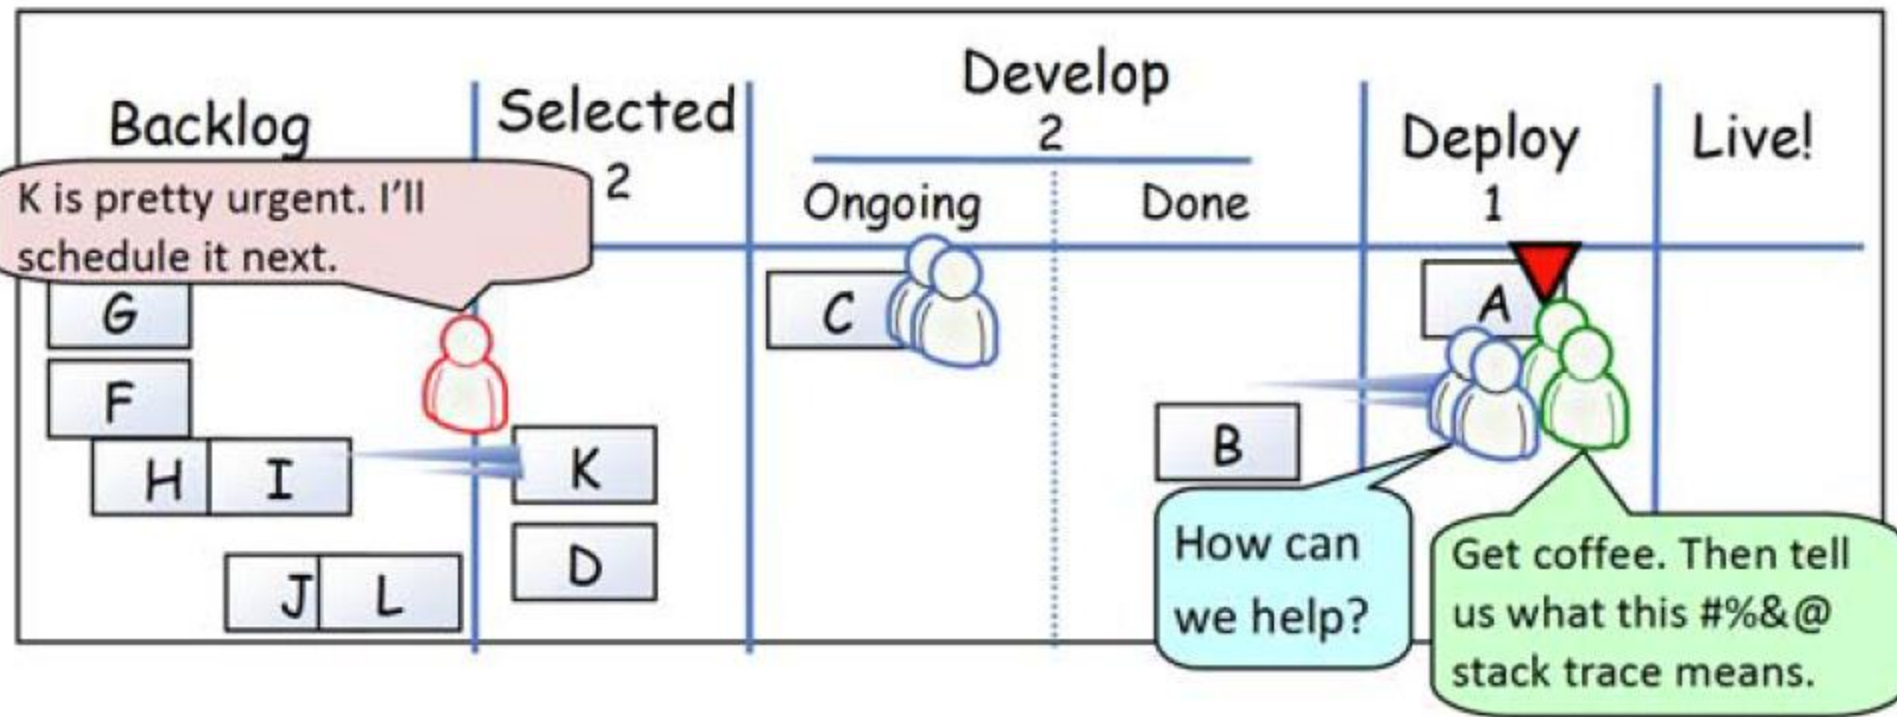 Backlog
Selected
2
Develop
2
Ongoing
Done
Deploy
1
Live!
K is pretty urgent. I'll
schedule it next.
G
F
H
I
J
L
K
D
C
B
A
How can
we help?
Get coffee. Then tell
us what this #%&@
stack trace means.